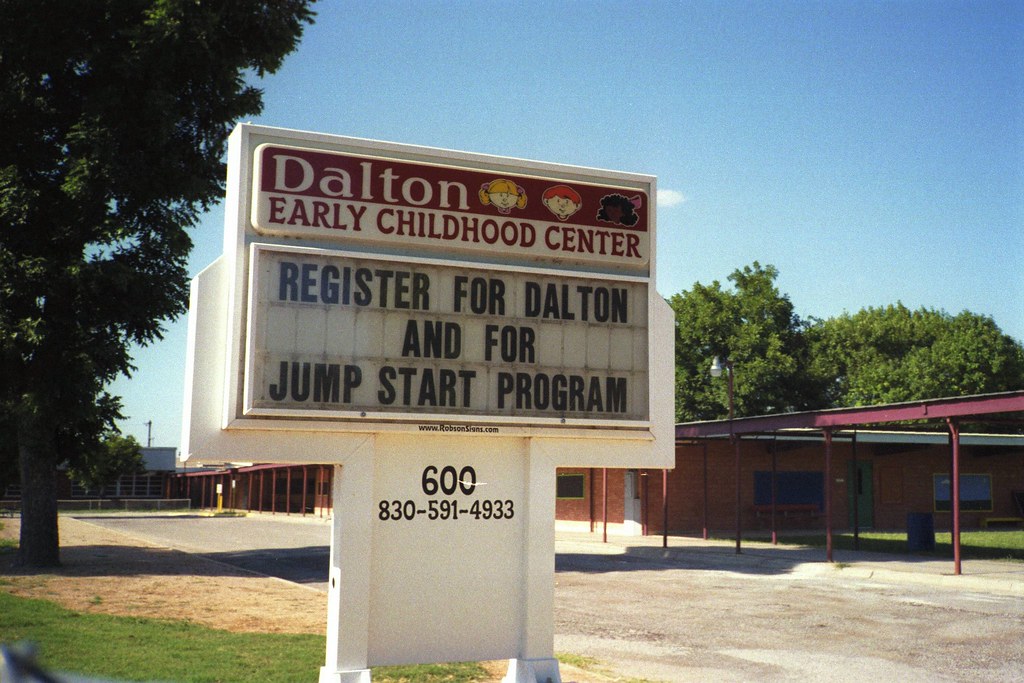 Dalton
EARLY CHILDHOOD CENTER
REGISTER FOR DALTON
AND FOR
JUMP START PROGRAM
www.RobsonSigns.com
600
830-591-4933